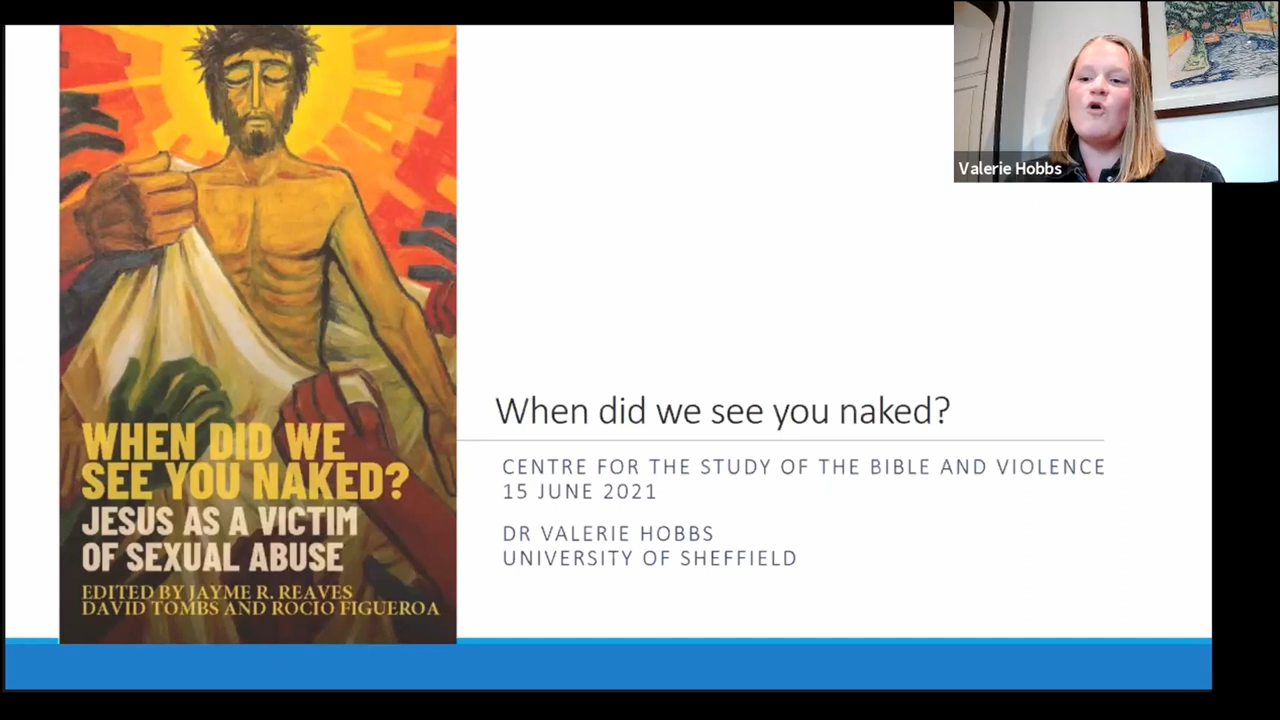 WHEN DID WE
SEE YOU NAKED?
JESUS AS A VICTIM
OF SEXUAL ABUSE
EDITED BY JAYME R. REAVES
DAVID TOMBS AND ROCIO FIGUEROA
When did we see you naked?
CENTRE FOR THE STUDY OF THE BIBLE AND VIOLENCE
15 JUNE 2021
DR VALERIE HOBBS
UNIVERSITY OF SHEFFIELD
Valerie Hobbs